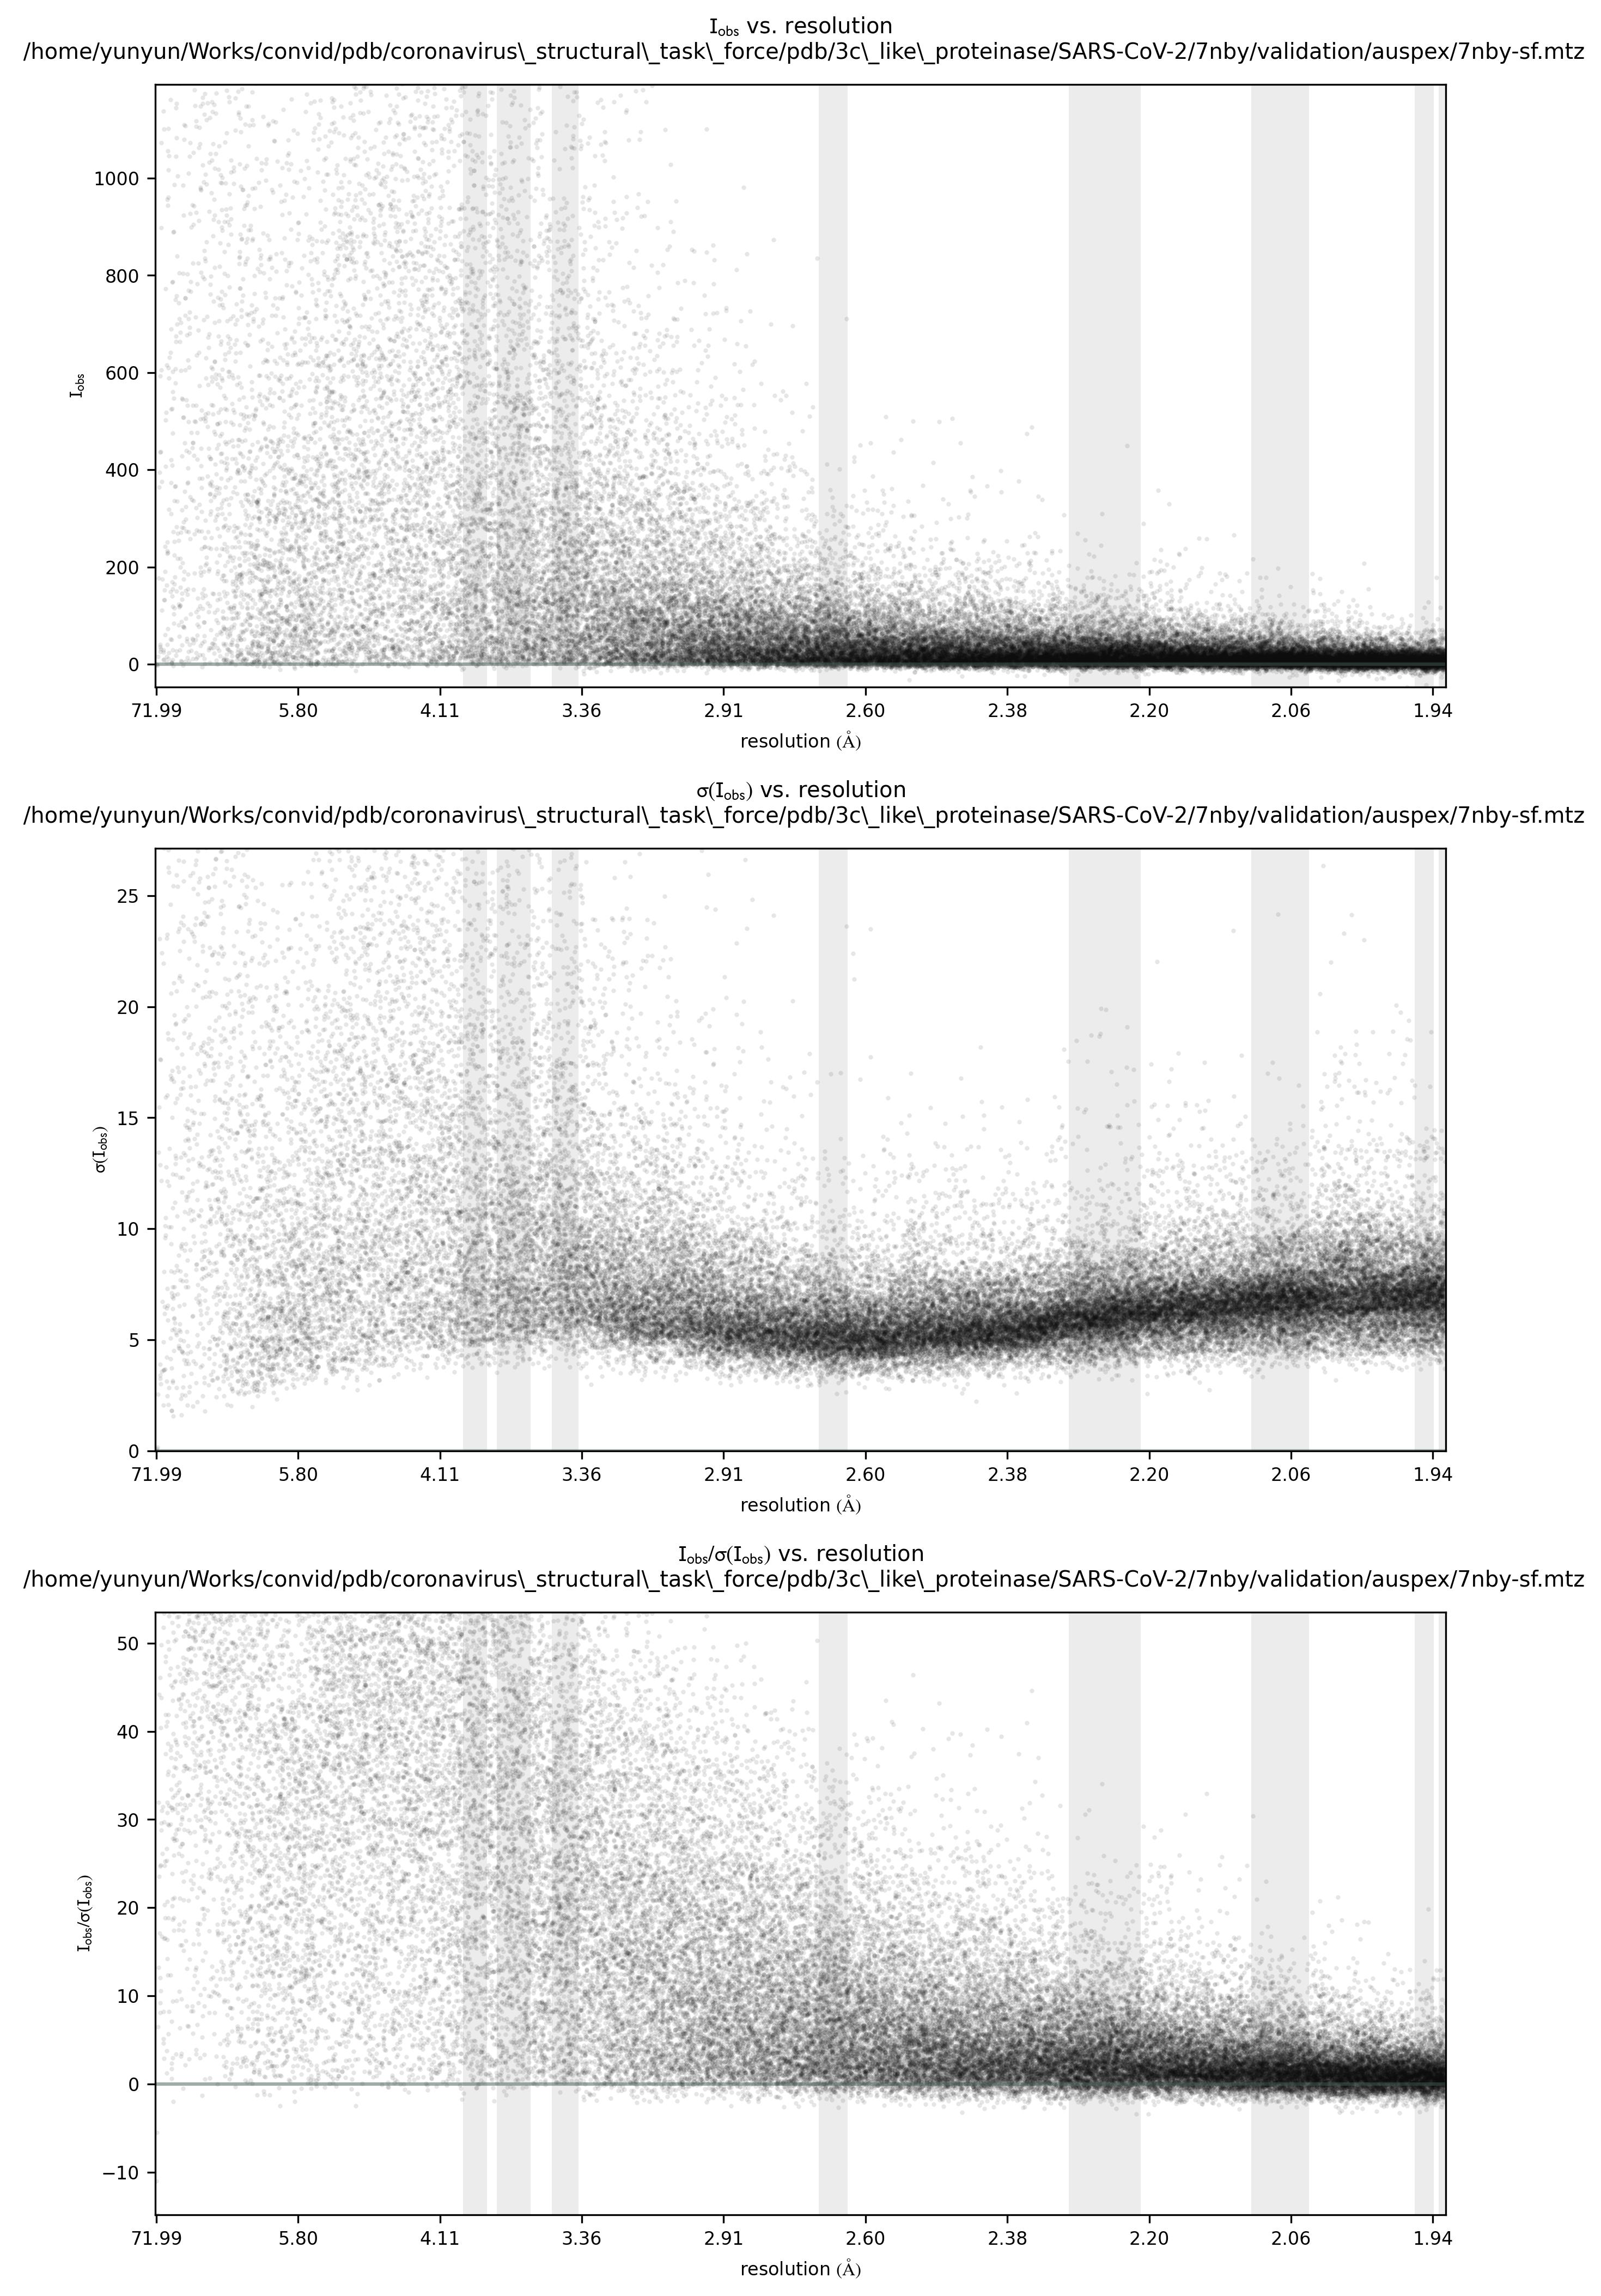 I_obs vs. resolution
/home/yunyun/Works/convid/pdb/coronavirus\_structural\_task\_force/pdb/3c\_like\_proteinase/SARS-CoV-2/7nby/validation/auspex/7nby-sf.mtz
1000
800
600
400
200
0
I_obs
71.99 5.80 4.11 3.36 2.91 2.60 2.38 2.20 2.06 1.94
resolution (Å)
σ(I_obs) vs. resolution
/home/yunyun/Works/convid/pdb/coronavirus\_structural\_task\_force/pdb/3c\_like\_proteinase/SARS-CoV-2/7nby/validation/auspex/7nby-sf.mtz
25
20
15
10
5
0
σ(I_obs)
71.99 5.80 4.11 3.36 2.91 2.60 2.38 2.20 2.06 1.94
resolution (Å)
I_obs/σ(I_obs) vs. resolution
/home/yunyun/Works/convid/pdb/coronavirus\_structural\_task\_force/pdb/3c\_like\_proteinase/SARS-CoV-2/7nby/validation/auspex/7nby-sf.mtz
50
40
30
20
10
0
−10
I_obs/σ(I_obs)
71.99 5.80 4.11 3.36 2.91 2.60 2.38 2.20 2.06 1.94
resolution (Å)